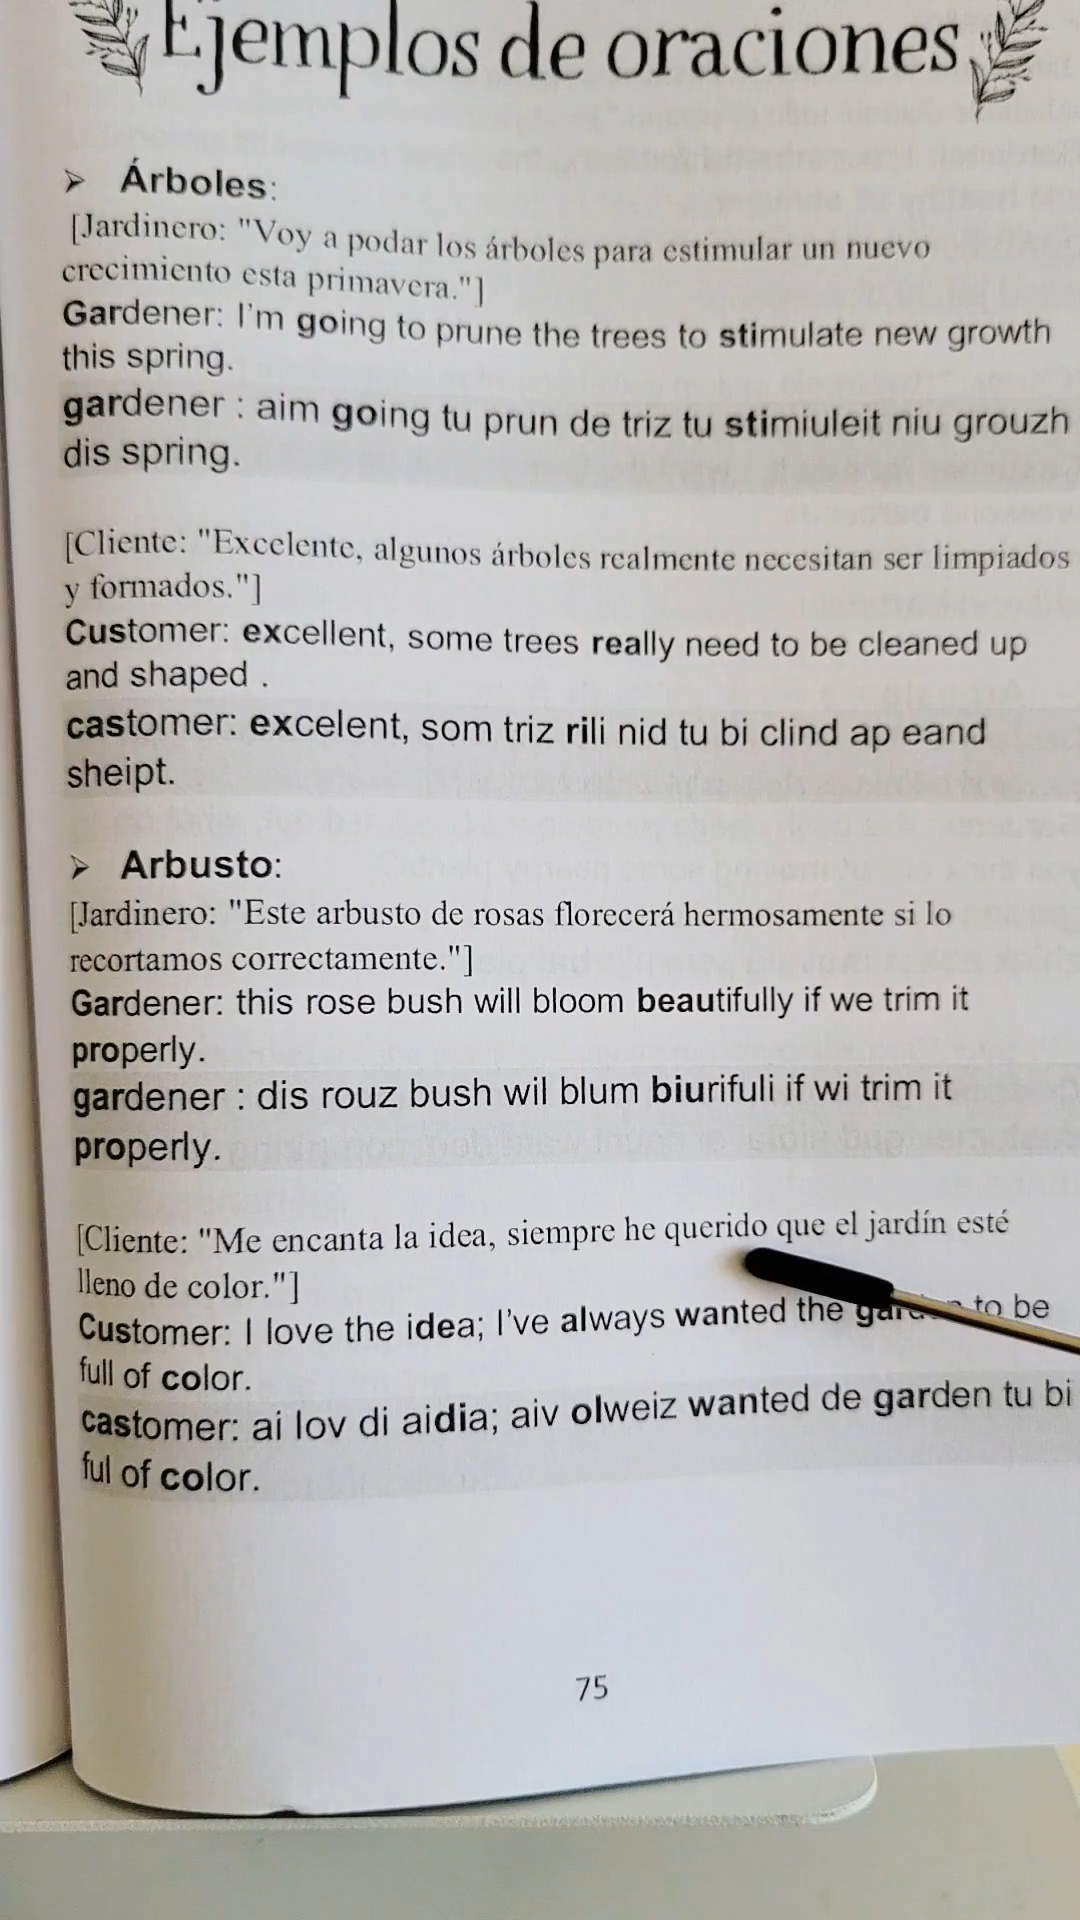 Ejemplos de oraciones
➢ Árboles:
[Jardinero: "Voy a podar los árboles para estimular un nuevo
crecimiento esta primavera."]
Gardener: I'm going to prune the trees to stimulate new growth
this spring.
gardener : aim going tu prun de triz tu stimiuleit niu grouzh
dis spring.
[Cliente: "Excelente, algunos árboles realmente necesitan ser limpiados
y formados."]
Customer: excellent, some trees really need to be cleaned up
and shaped .
castomer: excelent, som triz rili nid tu bi clind ap eand
sheipt.
➢ Arbusto:
[Jardinero: "Este arbusto de rosas florecerá hermosamente si lo
recortamos correctamente."]
Gardener: this rose bush will bloom beautifully if we trim it
properly.
gardener : dis rouz bush wil blum biurifuli if wi trim it
properly.
[Cliente: "Me encanta la idea, siempre he querido que el jardín esté
lleno de color."]
Customer: I love the idea; I've always wanted the garden to be
full of color.
castomer: ai lov di aidia; aiv olweiz wanted de garden tu bi
ful of color.
75